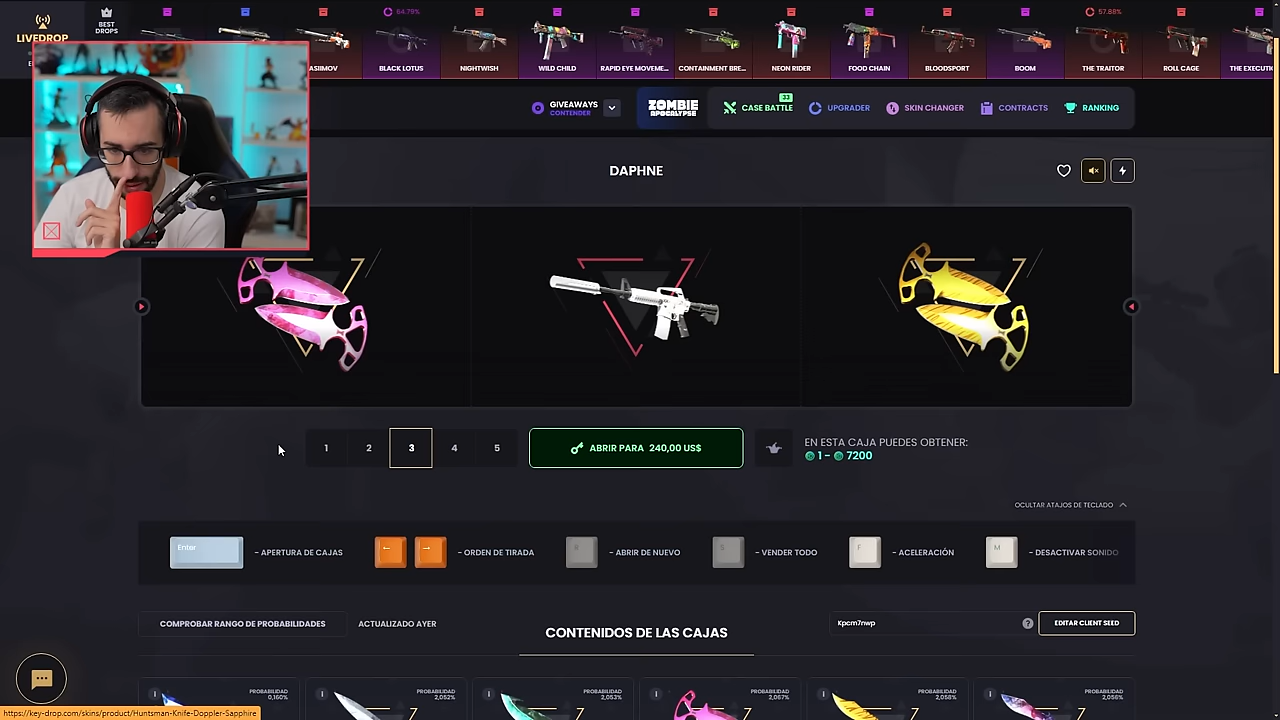 LIVEDROP
BEST
DROPS
64.79%
57.88%
ASIIMOV
BLACK LOTUS
NIGHTWISH
WILD CHILD
RAPID EYE MOVEME...
CONTAINMENT BRE...
NEON RIDER
FOOD CHAIN
BLOODSPORT
BOOM
THE TRAITOR
ROLL CAGE
THE EXECUTI
GIVEAWAYS
CONTENDER
ZOMBIE
APOCALYPSE
33
CASE BATTLE
UPGRADER
SKIN CHANGER
CONTRACTS
RANKING
DAPHNE
1
2
3
4
5
ABRIR PARA 240,00 US$
EN ESTA CAJA PUEDES OBTENER:
1 - 7200
OCULTAR ATAJOS DE TECLADO
Enter
- APERTURA DE CAJAS
← →
- ORDEN DE TIRADA
R
- ABRIR DE NUEVO
S
- VENDER TODO
F
- ACELERACIÓN
M
- DESACTIVAR SONIDO
COMPROBAR RANGO DE PROBABILIDADES
ACTUALIZADO AYER
CONTENIDOS DE LAS CAJAS
Kpcm7nwp
?
EDITAR CLIENT SEED
PROBABILIDAD
0,160%
PROBABILIDAD
2,052%
PROBABILIDAD
2,053%
PROBABILIDAD
2,067%
PROBABILIDAD
2,058%
PROBABILIDAD
2,056%
https://key-drop.com/skins/product/Huntsman-Knife-Doppler-Sapphire